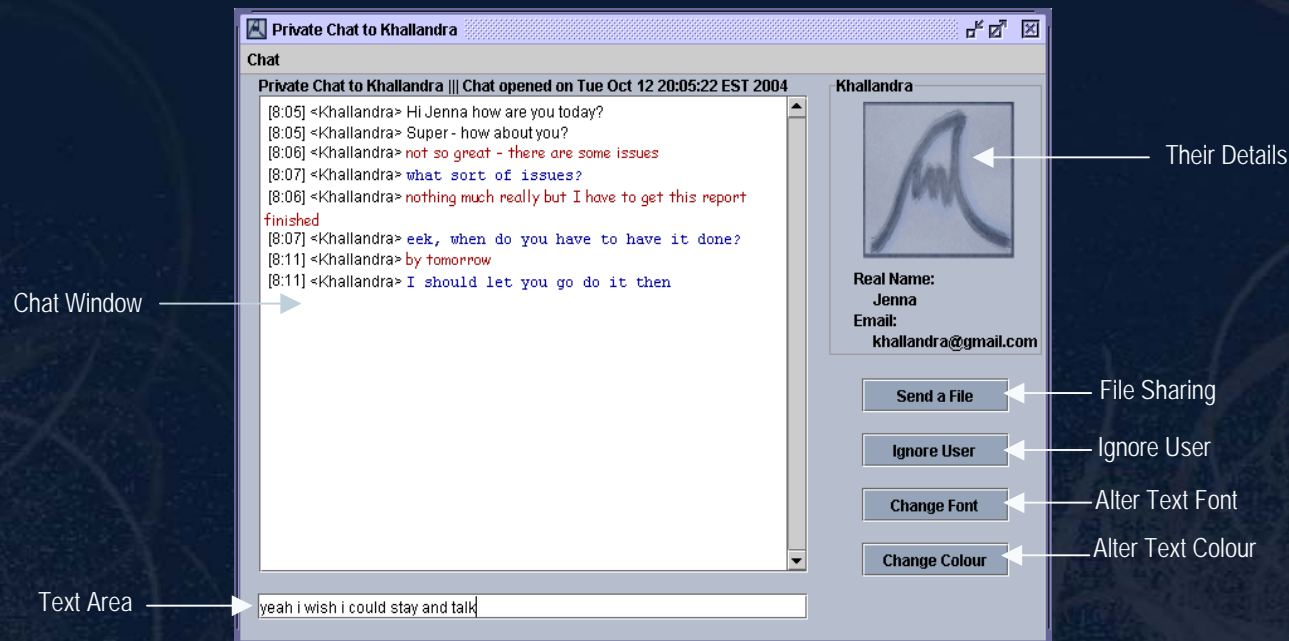 Private Chat to Khallandra
Chat
Private Chat to Khallandra ||| Chat opened on Tue Oct 12 20:05:22 EST 2004
[8:05] <Khallandra> Hi Jenna how are you today?
[8:05] <Khallandra> Super - how about you?
[8:06] <Khallandra> not so great - there are some issues
[8:07] <Khallandra> what sort of issues?
[8:06] <Khallandra> nothing much really but I have to get this report
finished
[8:07] <Khallandra> eek, when do you have to have it done?
[8:11] <Khallandra> by tomorrow
[8:11] <Khallandra> I should let you go do it then
yeah i wish i could stay and talk
Khallandra
Real Name:
Jenna
Email:
khallandra@gmail.com
Send a File
Ignore User
Change Font
Change Colour
Chat Window
Text Area
Their Details
File Sharing
Ignore User
Alter Text Font
Alter Text Colour